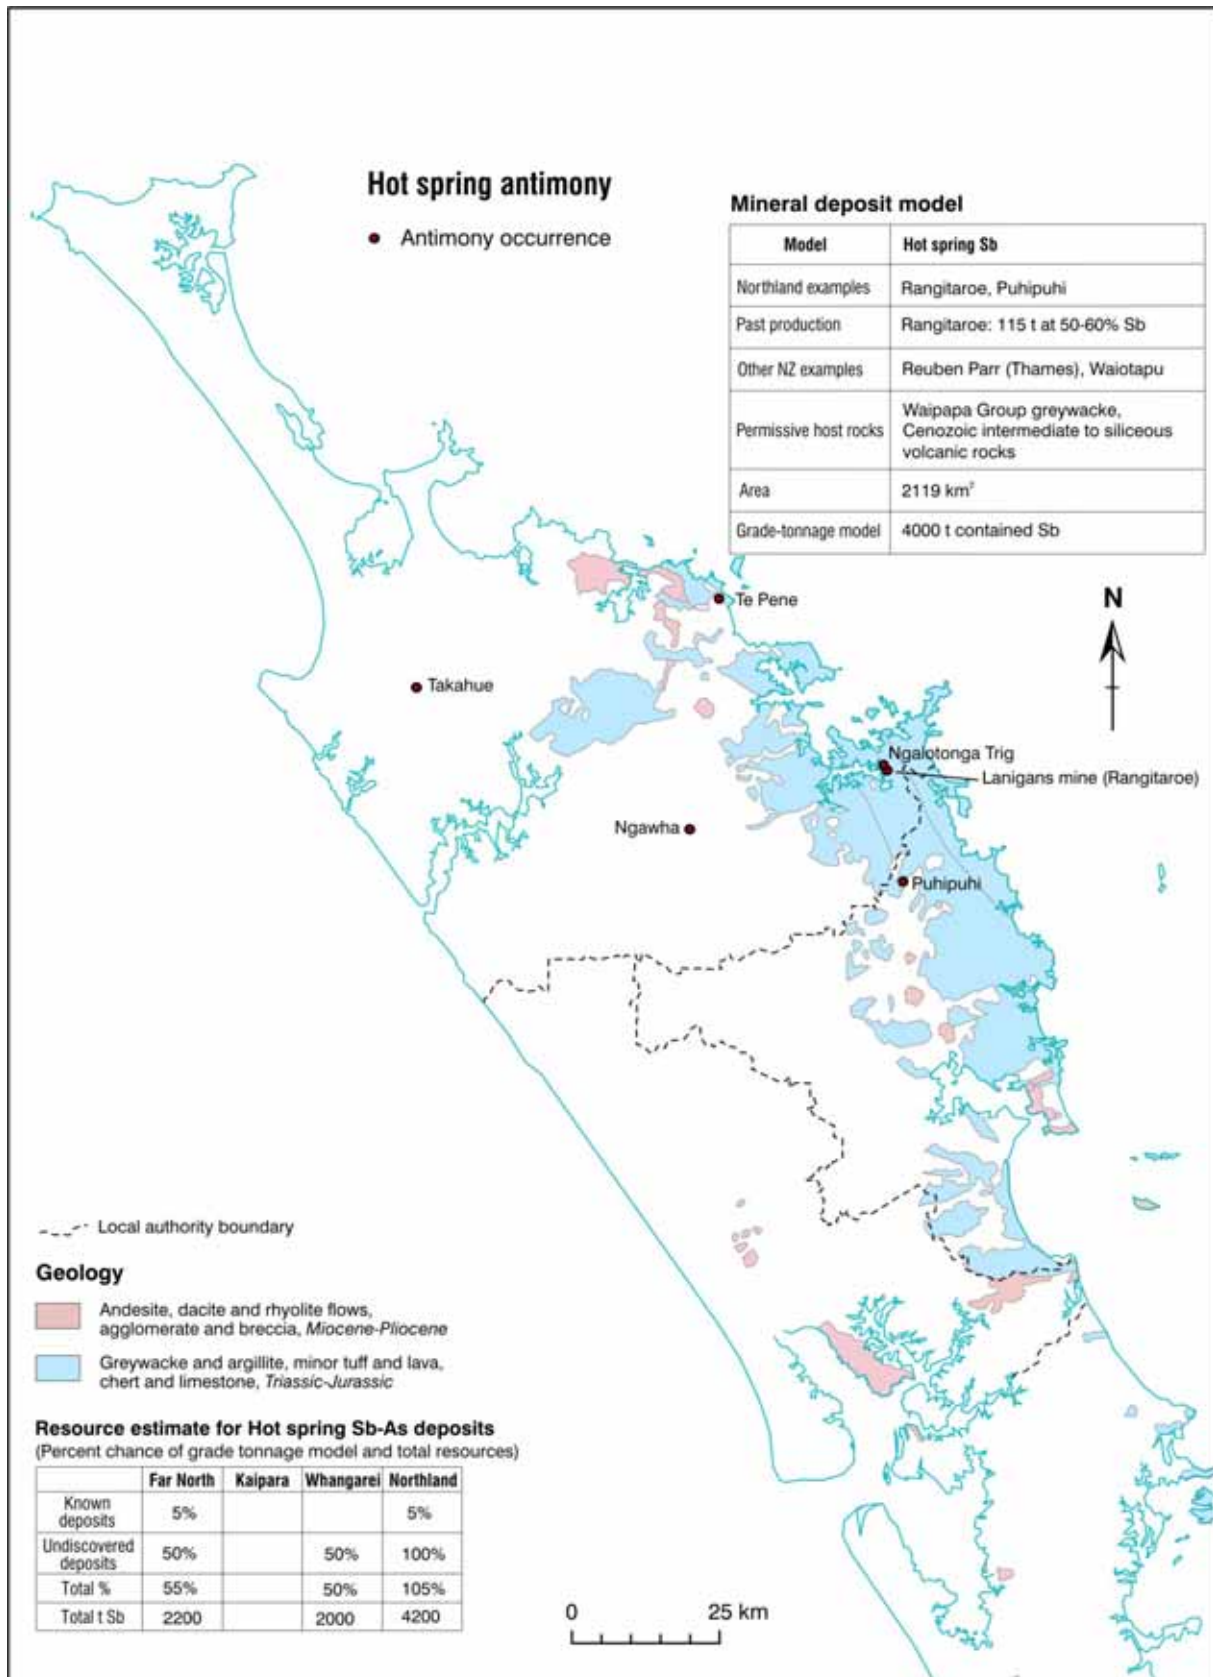 Hot spring antimony
Antimony occurrence
Mineral deposit model
Model Hot spring Sb
Northland examples Rangitaroe, Puhipuhi
Past production Rangitaroe: 115 t at 50-60% Sb
Other NZ examples Reuben Parr (Thames), Waiotapu
Permissive host rocks Waipapa Group greywacke,
Cenozoic intermediate to siliceous
volcanic rocks
Area 2119 km²
Grade-tonnage model 4000 t contained Sb
N
Te Pene
Takahue
Ngalotonga Trig
Lanigans mine (Rangitaroe)
Ngawha
Puhipuhi
Local authority boundary
Geology
Andesite, dacite and rhyolite flows,
agglomerate and breccia, Miocene-Pliocene
Greywacke and argillite, minor tuff and lava,
chert and limestone, Triassic-Jurassic
Resource estimate for Hot spring Sb-As deposits
(Percent chance of grade tonnage model and total resources)
Far North Kaipara Whangarei Northland
Known
deposits 5% 5%
Undiscovered
deposits 50% 50% 100%
Total % 55% 50% 105%
Total t Sb 2200 2000 4200
0 25 km